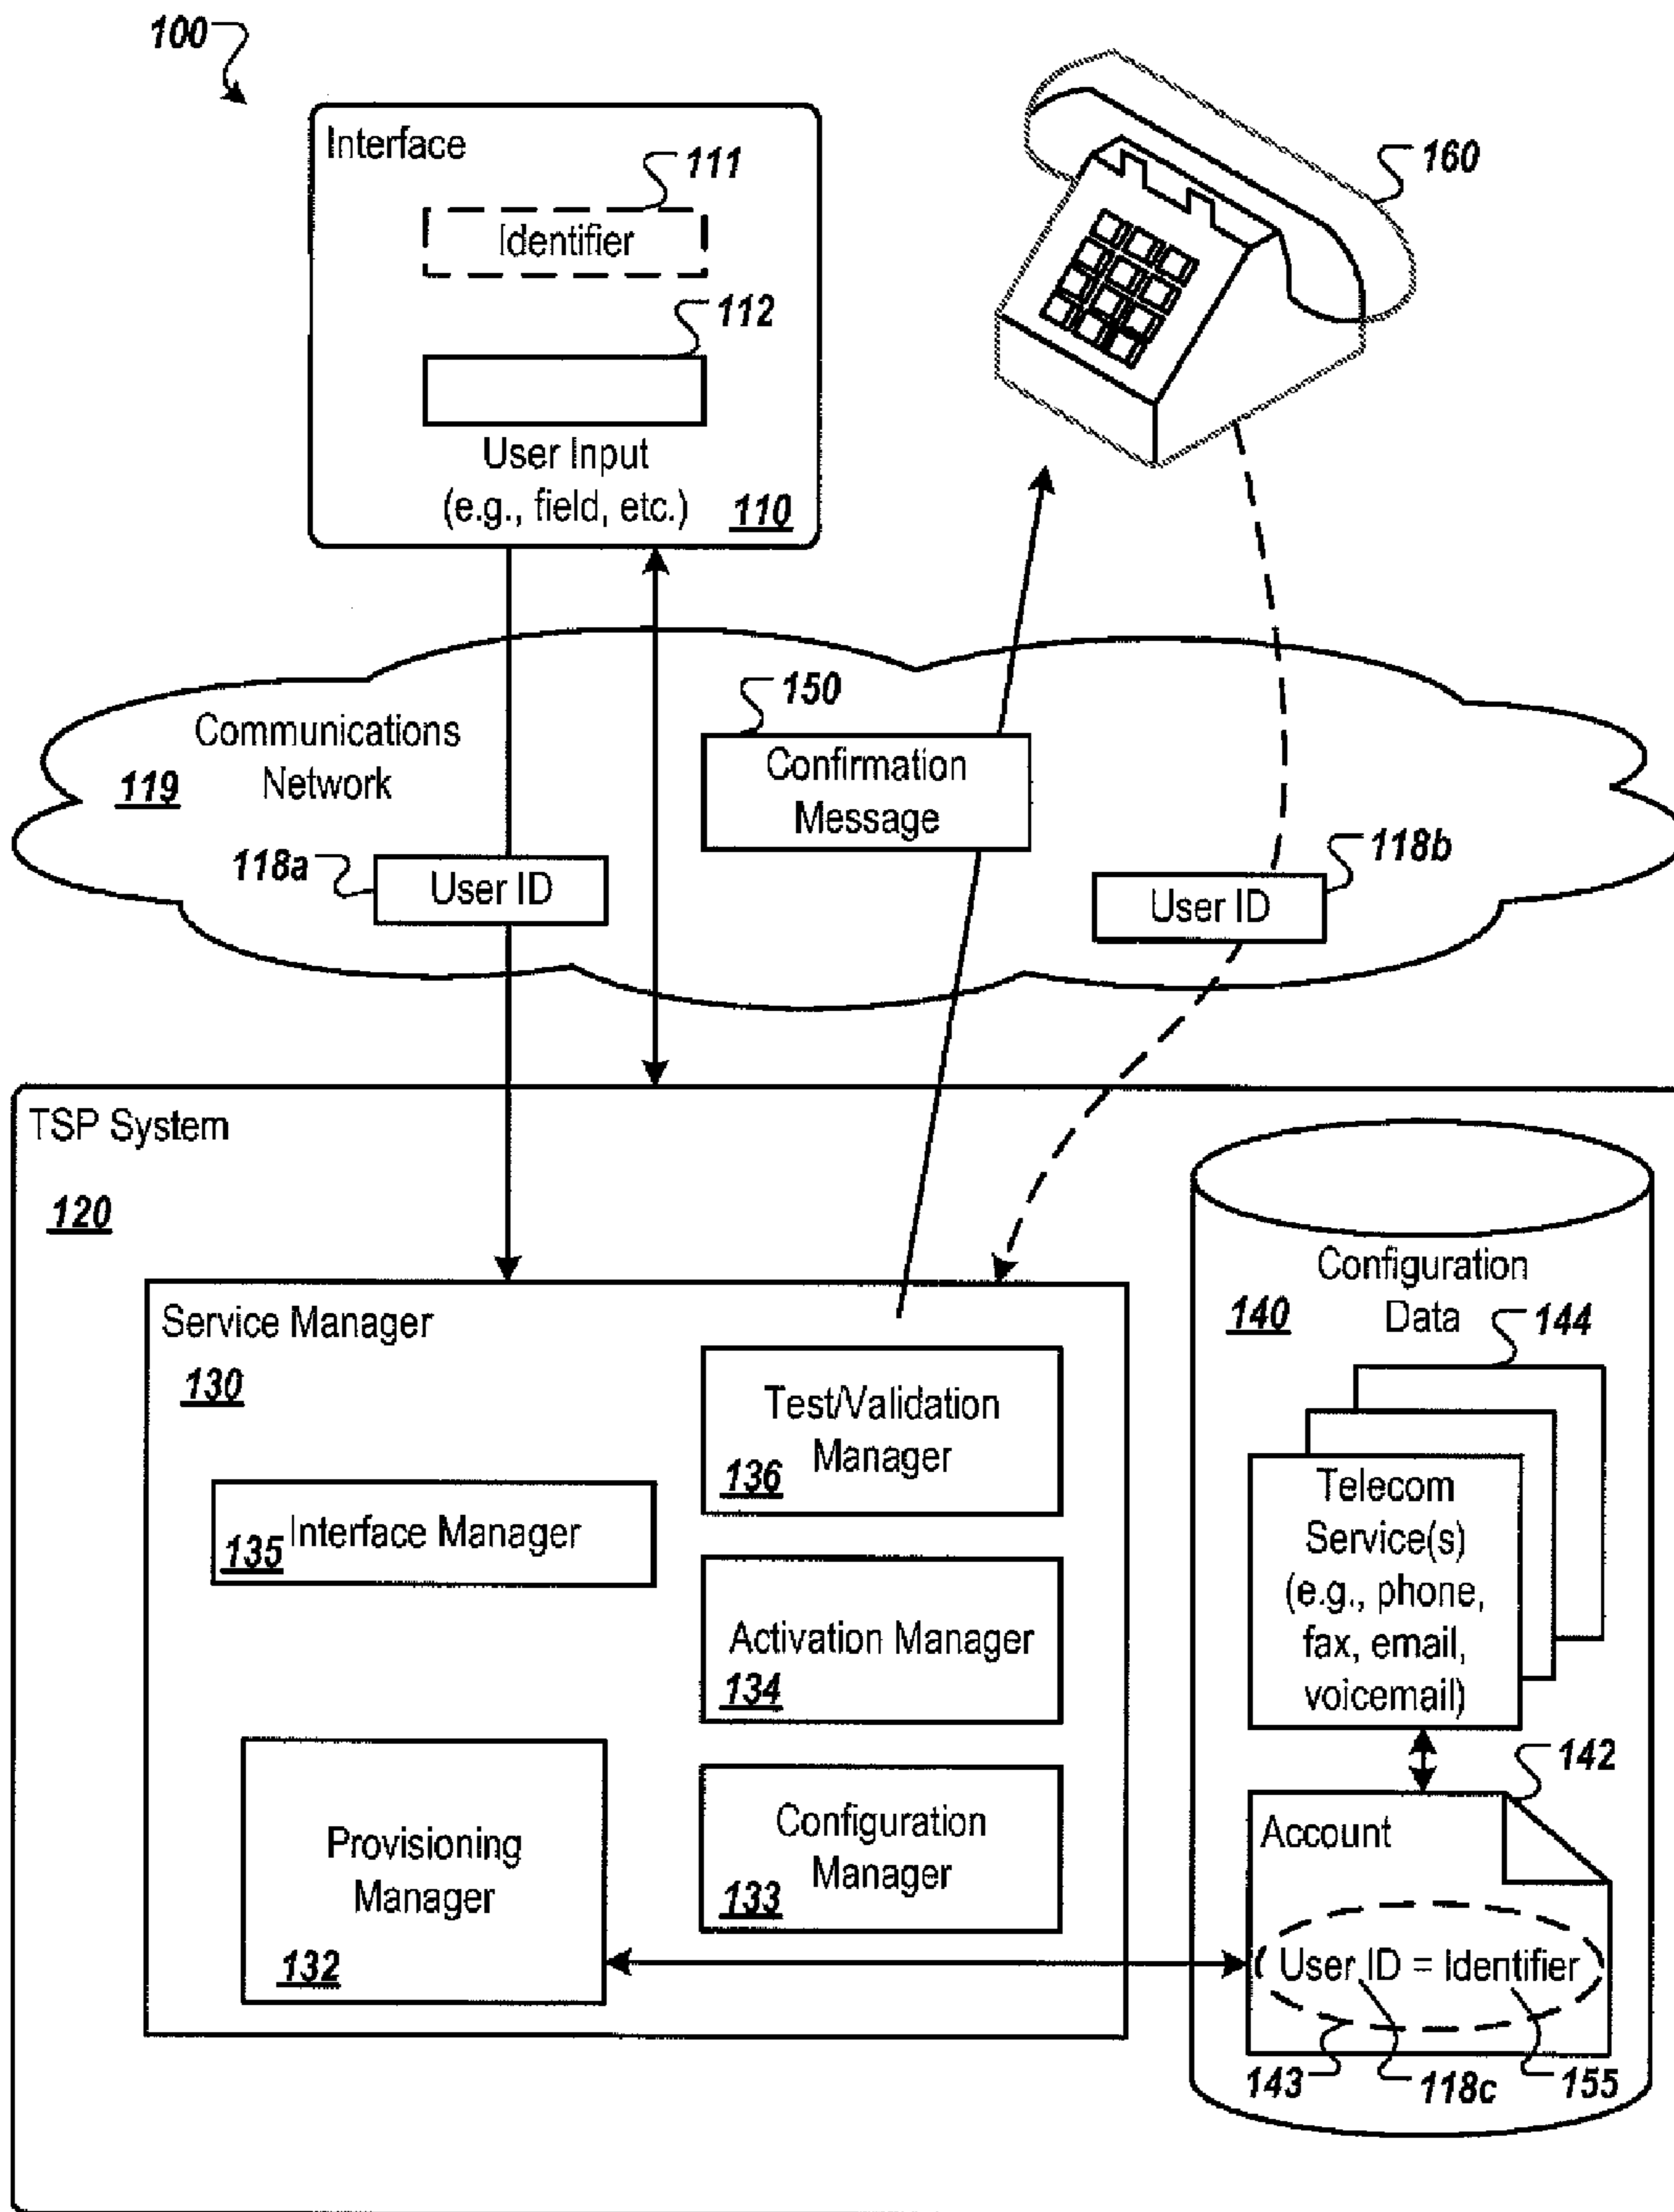 100
Interface
111
Identifier
112
User Input
(e.g., field, etc.)
110
160
Communications
Network
119
150
Confirmation
Message
118a
User ID
118b
User ID
TSP System
120
Service Manager
130
Test/Validation
Manager
136
Interface Manager
135
Activation Manager
134
Provisioning
Manager
132
Configuration
Manager
133
Configuration
Data
140
144
Telecom
Service(s)
(e.g., phone,
fax, email,
voicemail)
142
Account
User ID = Identifier
143
118c
155